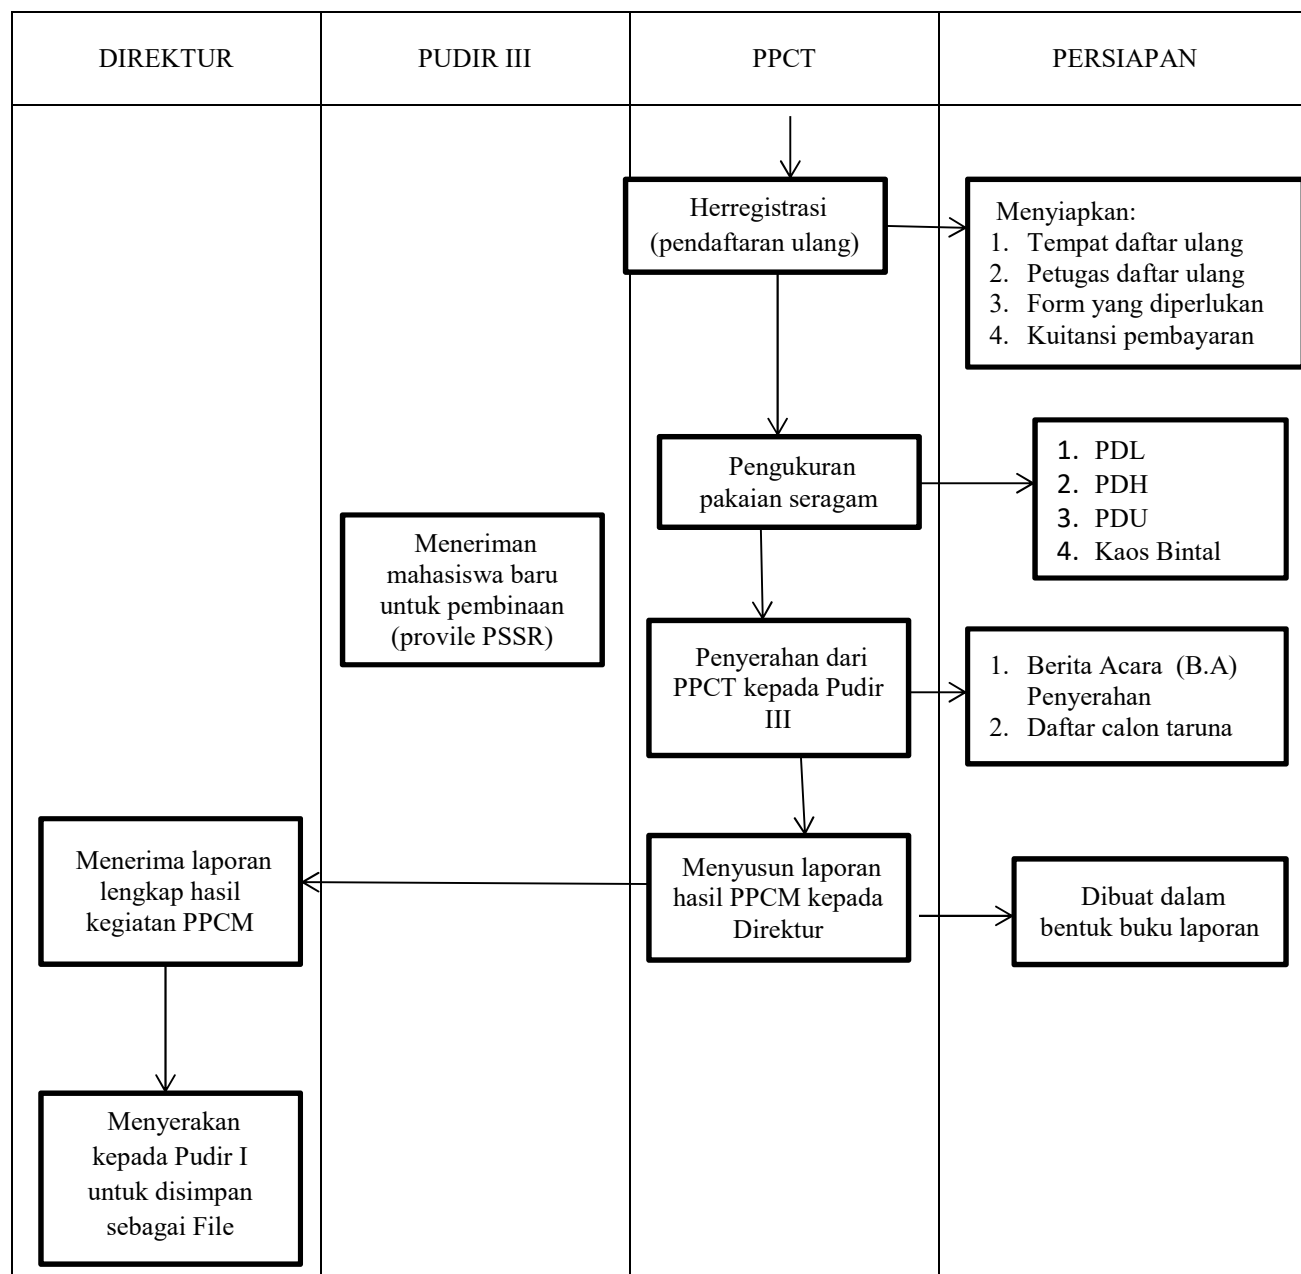 DIREKTUR
PUDIR III
PPCT
PERSIAPAN
Herregistrasi
(pendaftaran ulang)
Menyiapkan:
1. Tempat daftar ulang
2. Petugas daftar ulang
3. Form yang diperlukan
4. Kuitansi pembayaran
Pengukuran
pakaian seragam
1. PDL
2. PDH
3. PDU
4. Kaos Bintal
Meneriman
mahasiswa baru
untuk pembinaan
(provile PSSR)
Penyerahan dari
PPCT kepada Pudir
III
1. Berita Acara (B.A)
Penyerahan
2. Daftar calon taruna
Menerima laporan
lengkap hasil
kegiatan PPCM
Menyusun laporan
hasil PPCM kepada
Direktur
Dibuat dalam
bentuk buku laporan
Menyerakan
kepada Pudir I
untuk disimpan
sebagai File